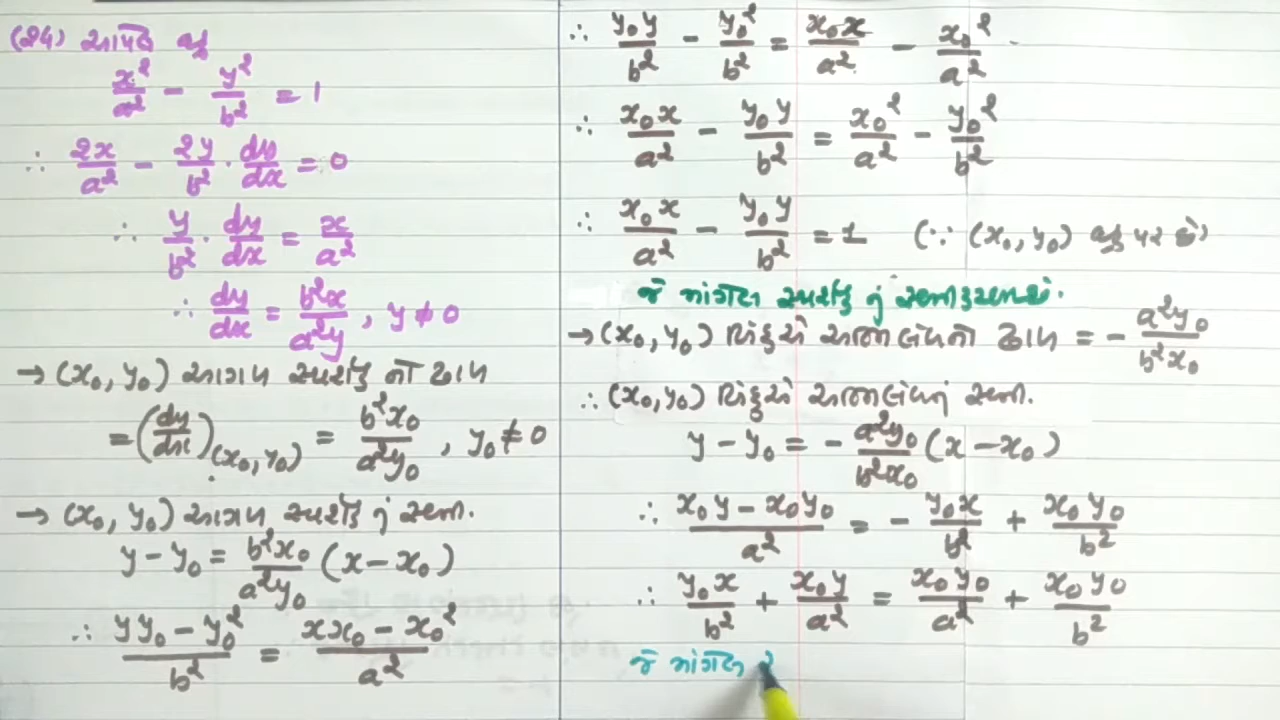 (24) આપેલ વક્ર
x²/a² - y²/b² = 1
∴ 2x/a² - 2y/b² · dy/dx = 0
∴ y/b² · dy/dx = x/a²
∴ dy/dx = b²x/a²y, y ≠ 0
→ (x₀, y₀) આગળ સ્પર્શકનો ઢાળ
= (dy/dx)(x₀, y₀) = b²x₀/a²y₀, y₀ ≠ 0
→ (x₀, y₀) આગળ સ્પર્શકનું સમી.
y - y₀ = b²x₀/a²y₀ (x - x₀)
∴ (yy₀ - y₀²)/b² = (xx₀ - x₀²)/a²
∴ y₀y/b² - y₀²/b² = x₀x/a² - x₀²/a²
∴ x₀x/a² - y₀y/b² = x₀²/a² - y₀²/b²
∴ x₀x/a² - y₀y/b² = 1 (∵ (x₀, y₀) વક્ર પર છે)
જે માંગેલ સ્પર્શકનું સમીકરણ છે.
→ (x₀, y₀) બિંદુએ અભિલંબનો ઢાળ = - a²y₀/b²x₀
∴ (x₀, y₀) બિંદુએ અભિલંબનું સમી.
y - y₀ = - a²y₀/b²x₀ (x - x₀)
∴ (x₀y - x₀y₀)/a² = - y₀x/b² + x₀y₀/b²
∴ y₀x/b² + x₀y/a² = x₀y₀/a² + x₀y₀/b²
જે માંગેલ